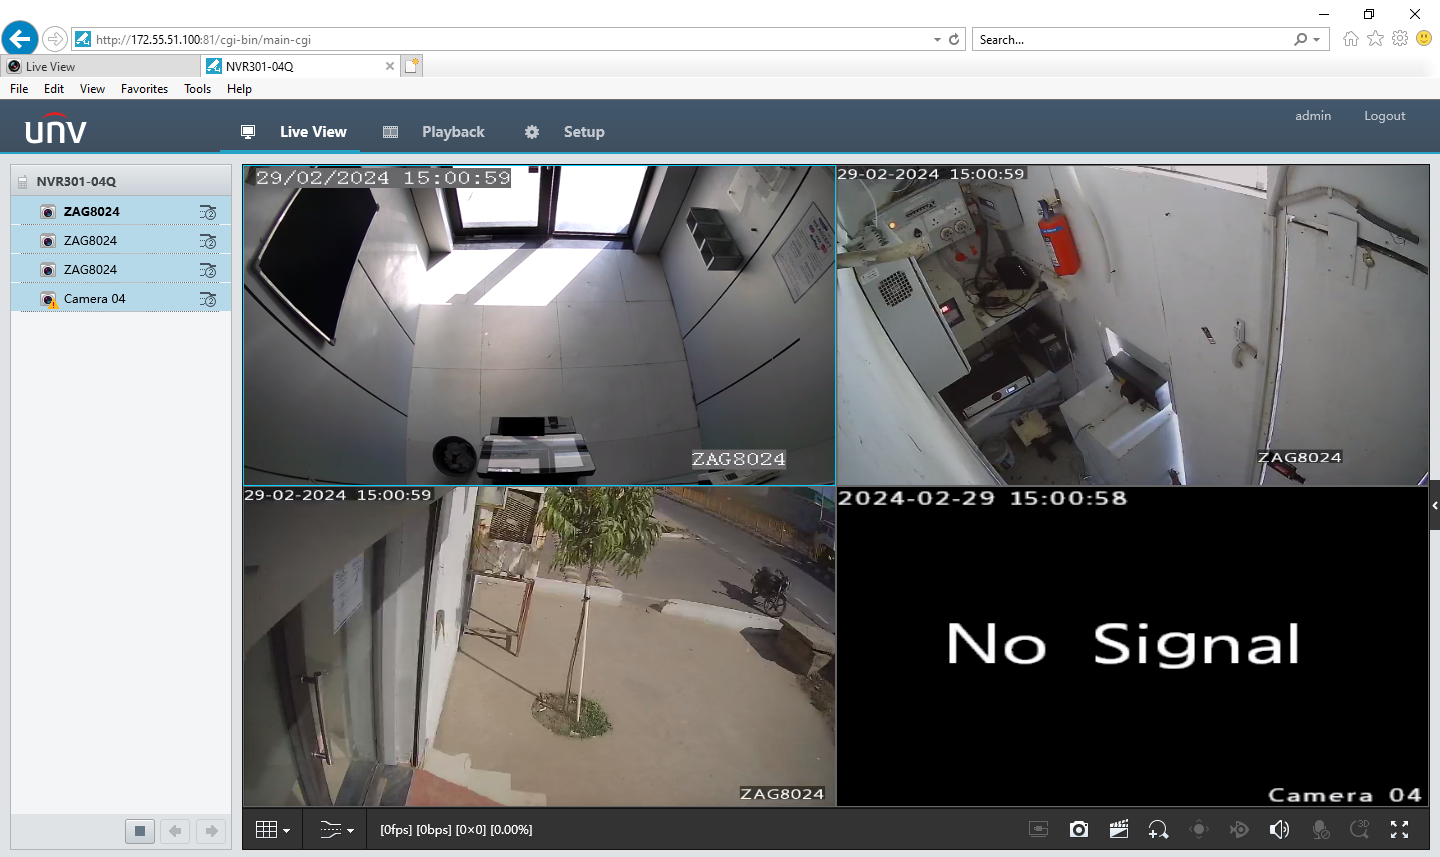 http://172.55.51.100:81/cgi-bin/main-cgi
Search...
Live View
NVR301-04Q
File Edit View Favorites Tools Help
unv
Live View
Playback
Setup
admin
Logout
NVR301-04Q
ZAG8024
ZAG8024
ZAG8024
Camera 04
29/02/2024 15:00:59
ZAG8024
29-02-2024 15:00:59
ZAG8024
29-02-2024 15:00:59
ZAG8024
2024-02-29 15:00:58
No Signal
Camera 04
[0fps] [0bps] [0×0] [0.00%]
3D